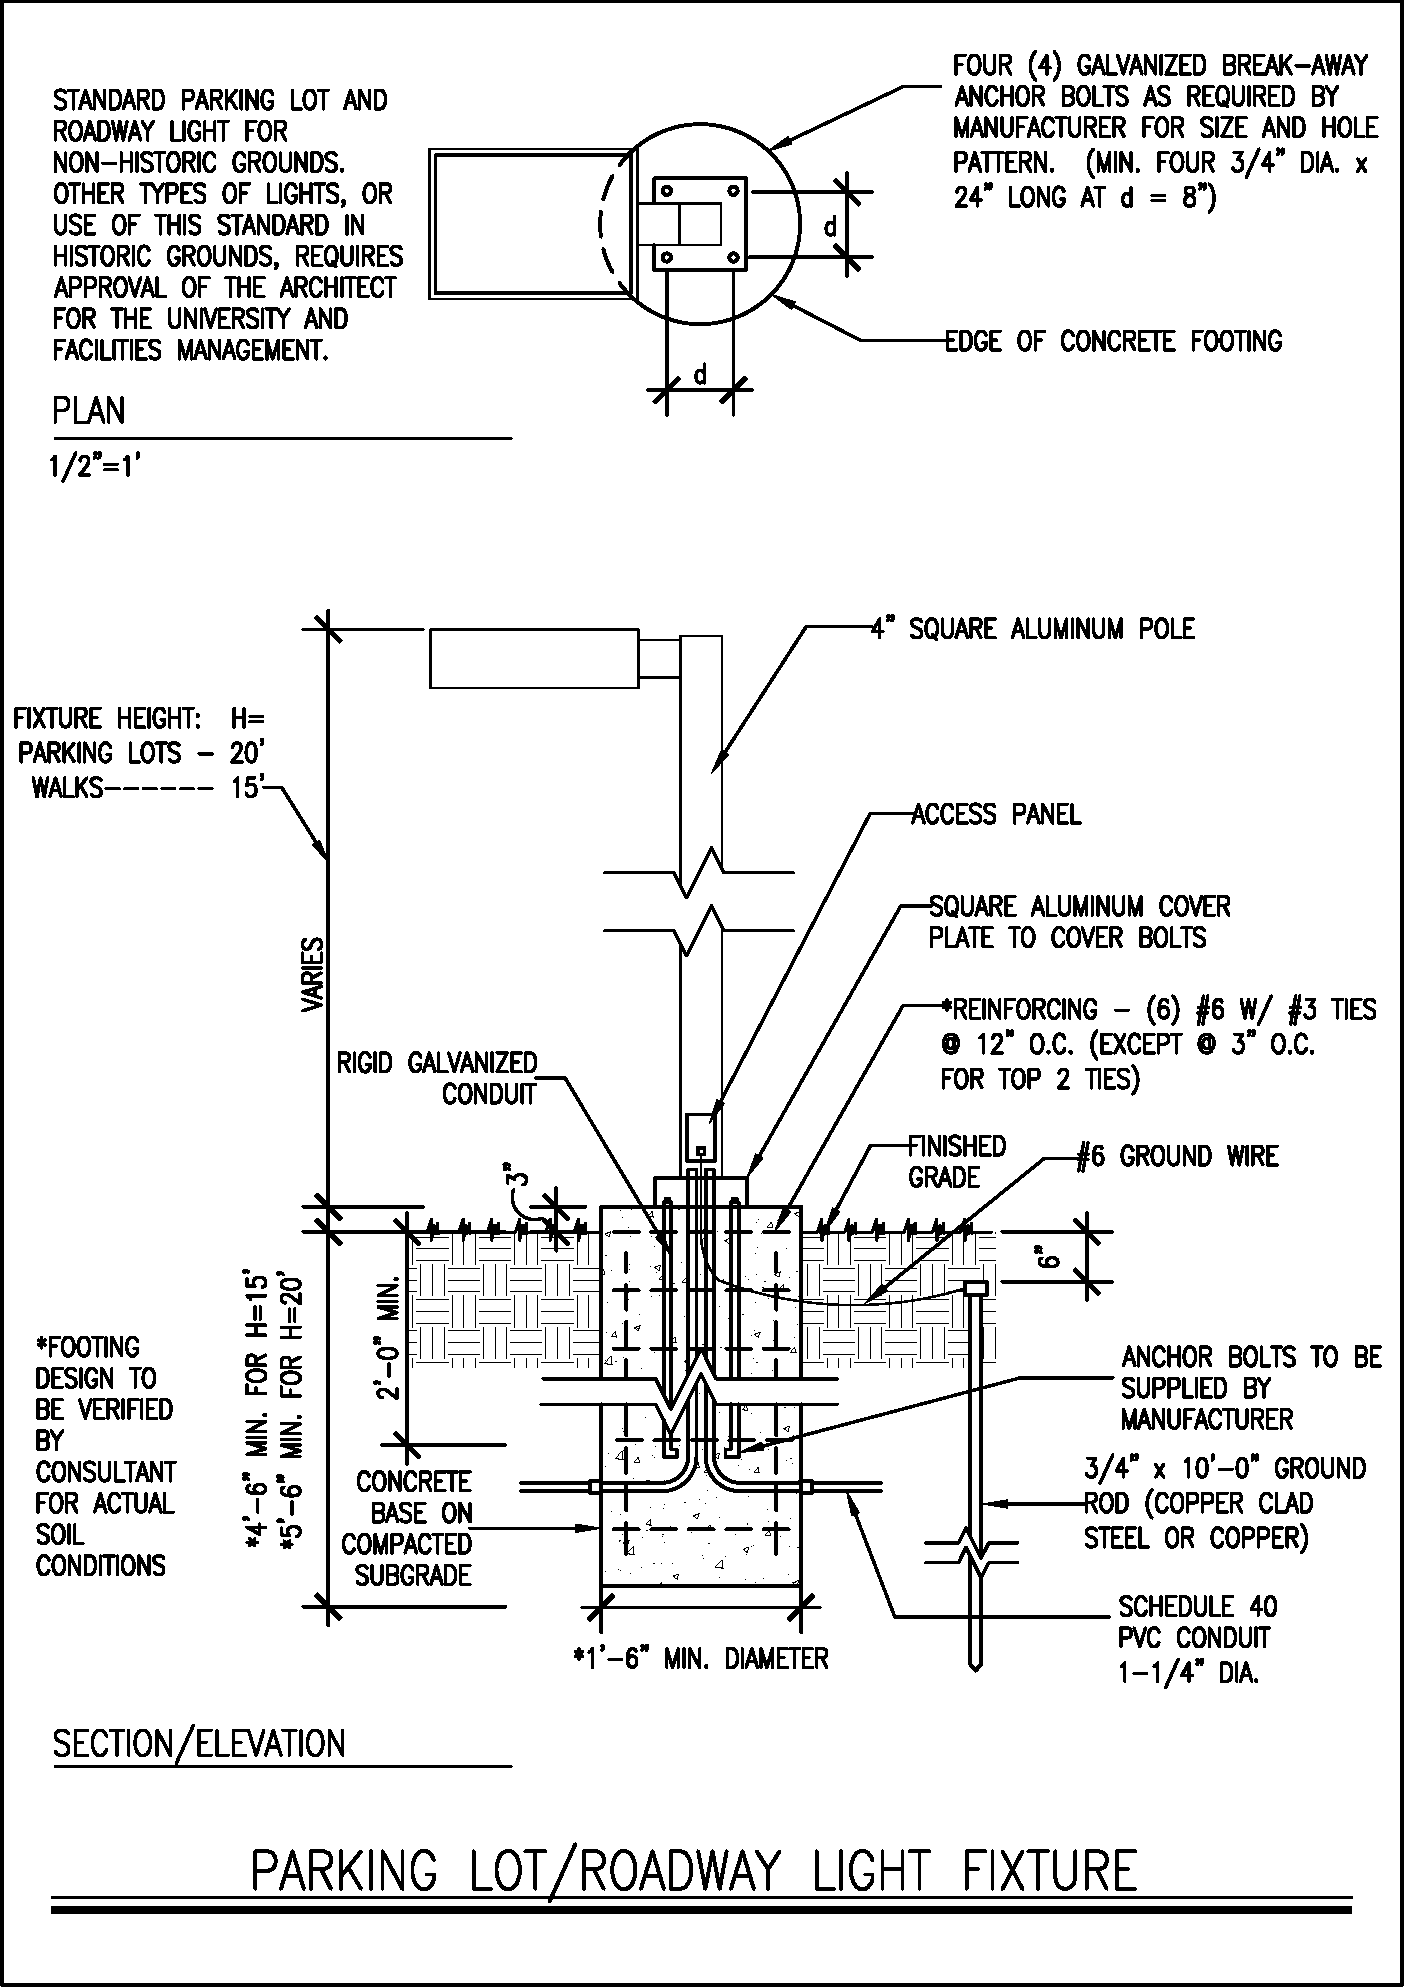 STANDARD PARKING LOT AND
ROADWAY LIGHT FOR
NON-HISTORIC GROUNDS.
OTHER TYPES OF LIGHTS, OR
USE OF THIS STANDARD IN
HISTORIC GROUNDS, REQUIRES
APPROVAL OF THE ARCHITECT
FOR THE UNIVERSITY AND
FACILITIES MANAGEMENT.
PLAN
1/2"=1'
FOUR (4) GALVANIZED BREAK-AWAY
ANCHOR BOLTS AS REQUIRED BY
MANUFACTURER FOR SIZE AND HOLE
PATTERN. (MIN. FOUR 3/4" DIA. x
24" LONG AT d = 8")
d
EDGE OF CONCRETE FOOTING
d
4" SQUARE ALUMINUM POLE
FIXTURE HEIGHT: H=
PARKING LOTS - 20'
WALKS------ 15'
ACCESS PANEL
SQUARE ALUMINUM COVER
PLATE TO COVER BOLTS
VARIES
*REINFORCING - (6) #6 W/ #3 TIES
@ 12" O.C. (EXCEPT @ 3" O.C.
FOR TOP 2 TIES)
RIGID GALVANIZED
CONDUIT
FINISHED
GRADE
#6 GROUND WIRE
3"
6"
*FOOTING
DESIGN TO
BE VERIFIED
BY
CONSULTANT
FOR ACTUAL
SOIL
CONDITIONS
*4'-6" MIN. FOR H=15'
*5'-6" MIN. FOR H=20'
2'-0" MIN.
ANCHOR BOLTS TO BE
SUPPLIED BY
MANUFACTURER
CONCRETE
BASE ON
COMPACTED
SUBGRADE
3/4" x 10'-0" GROUND
ROD (COPPER CLAD
STEEL OR COPPER)
SCHEDULE 40
PVC CONDUIT
1-1/4" DIA.
*1'-6" MIN. DIAMETER
SECTION/ELEVATION
PARKING LOT/ROADWAY LIGHT FIXTURE